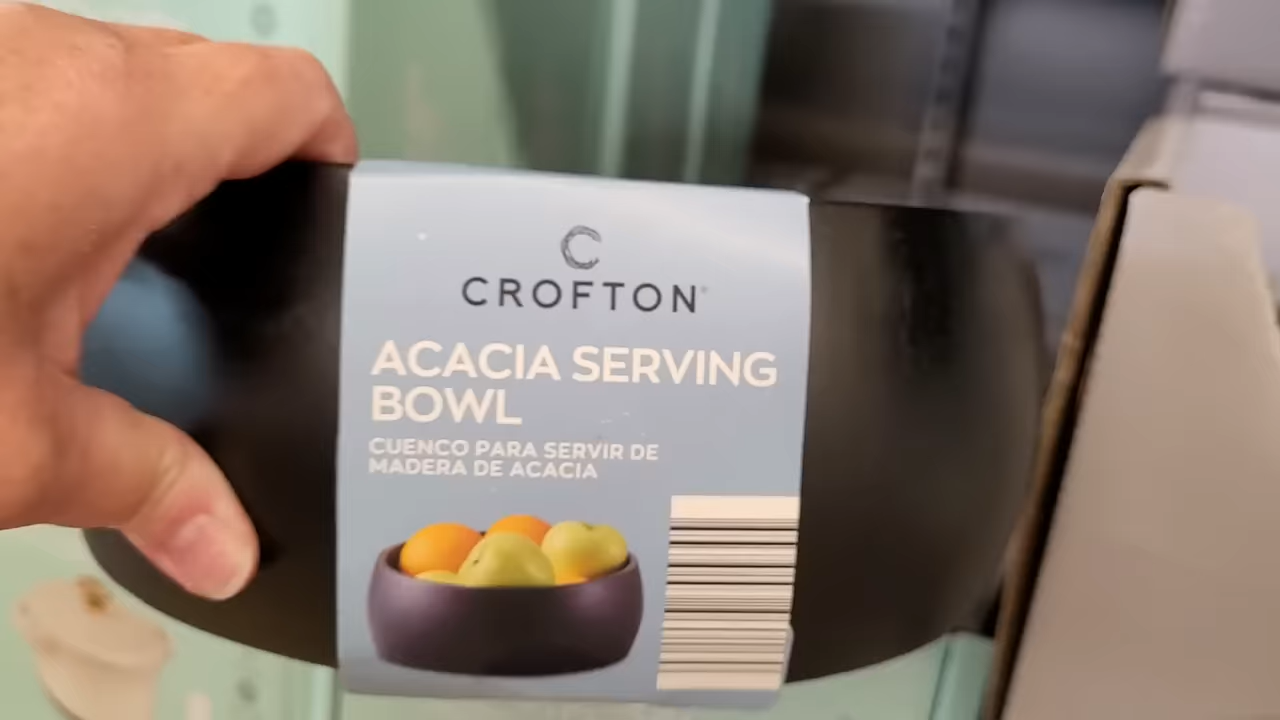 CROFTON
ACACIA SERVING
BOWL
CUENCO PARA SERVIR DE
MADERA DE ACACIA